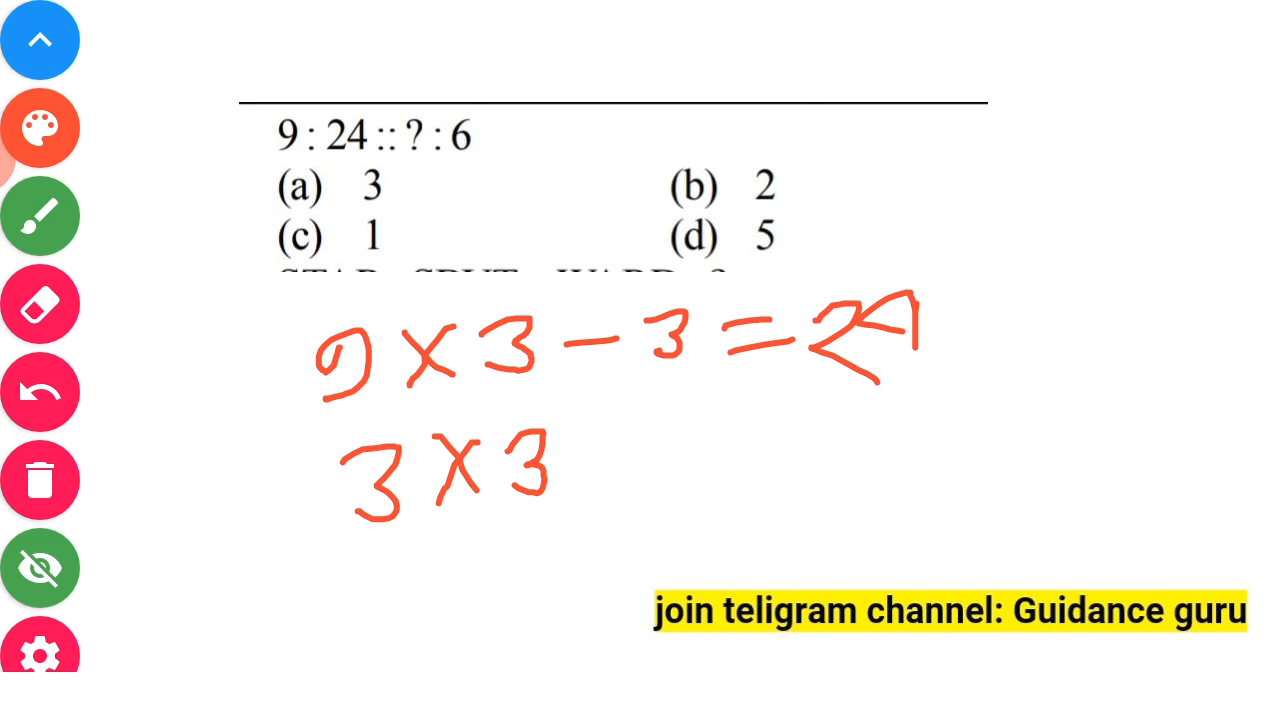 9 : 24 :: ? : 6
(a) 3 (b) 2
(c) 1 (d) 5
9 × 3 − 3 = 24
3 × 3
join teligram channel: Guidance guru